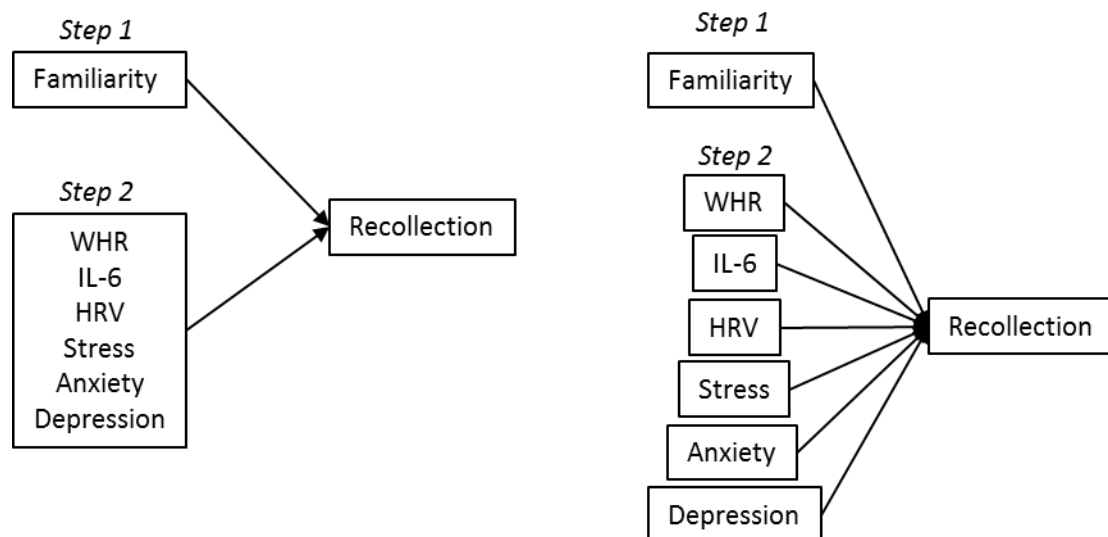 Step 1
Familiarity
Step 2
WHR
IL-6
HRV
Stress
Anxiety
Depression
Recollection
Step 1
Familiarity
Step 2
WHR
IL-6
HRV
Stress
Anxiety
Depression
Recollection